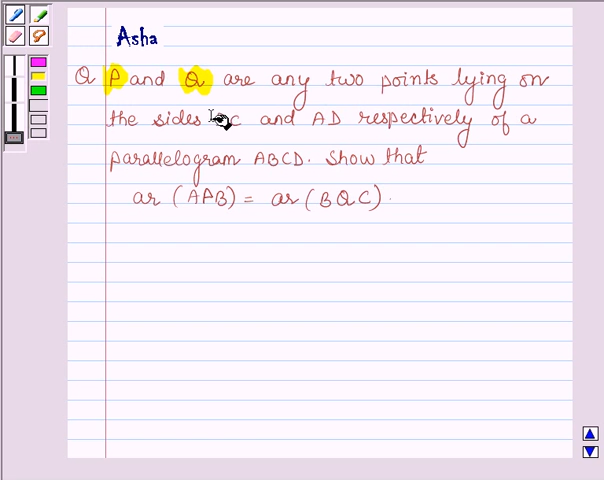 Asha
Q P and Q are any two points lying on
the sides and AD respectively of a
parallelogram ABCD. Show that
ar (APB) = ar (BQC).